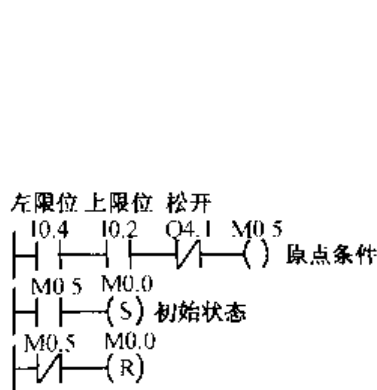 左限位 上限位 松开
I0.4 I0.2 Q4.1 M0.5
( ) 原点条件
M0.5 M0.0
(S) 初始状态
M0.5 M0.0
(R)